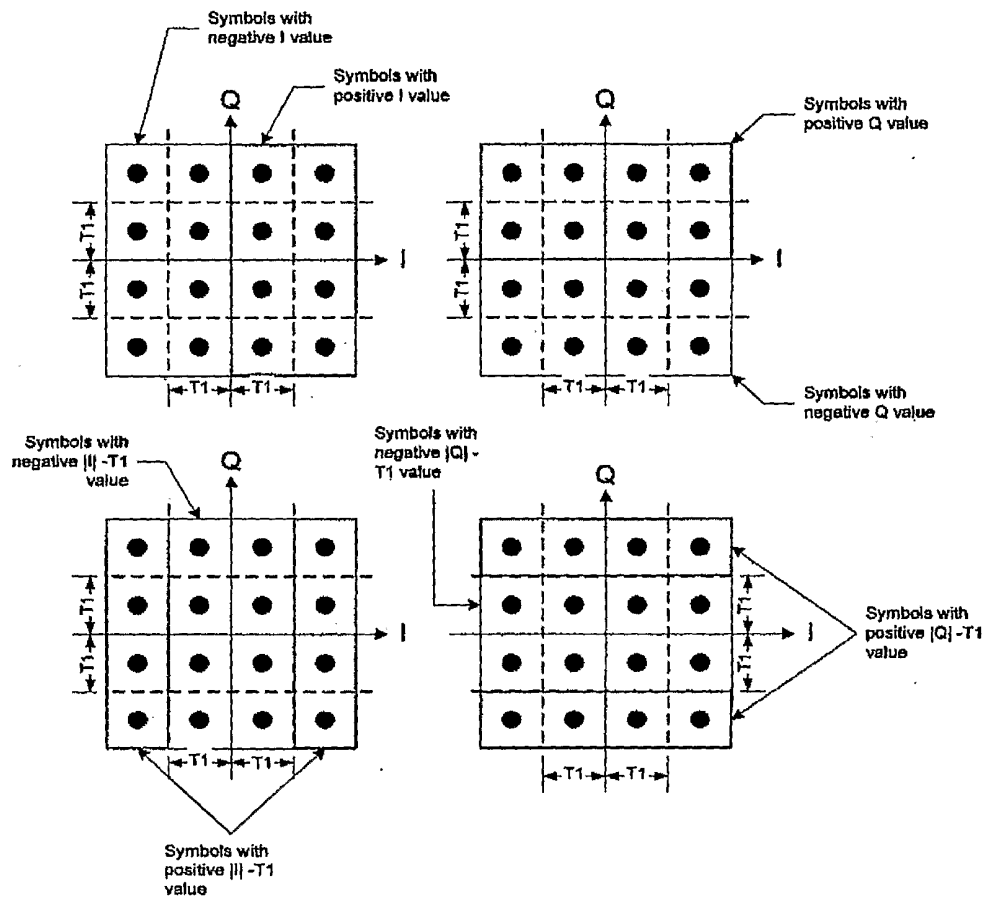 Symbols with
negative I value
Symbols with
positive I value
Q
I
T1
T1
T1
T1
Symbols with
positive Q value
Q
I
T1
T1
T1
T1
Symbols with
negative Q value
Symbols with
negative |I| -T1
value
Q
I
T1
T1
T1
T1
Symbols with
positive |I| -T1
value
Symbols with
negative |Q| -
T1 value
Q
I
T1
T1
T1
T1
Symbols with
positive |Q| -T1
value